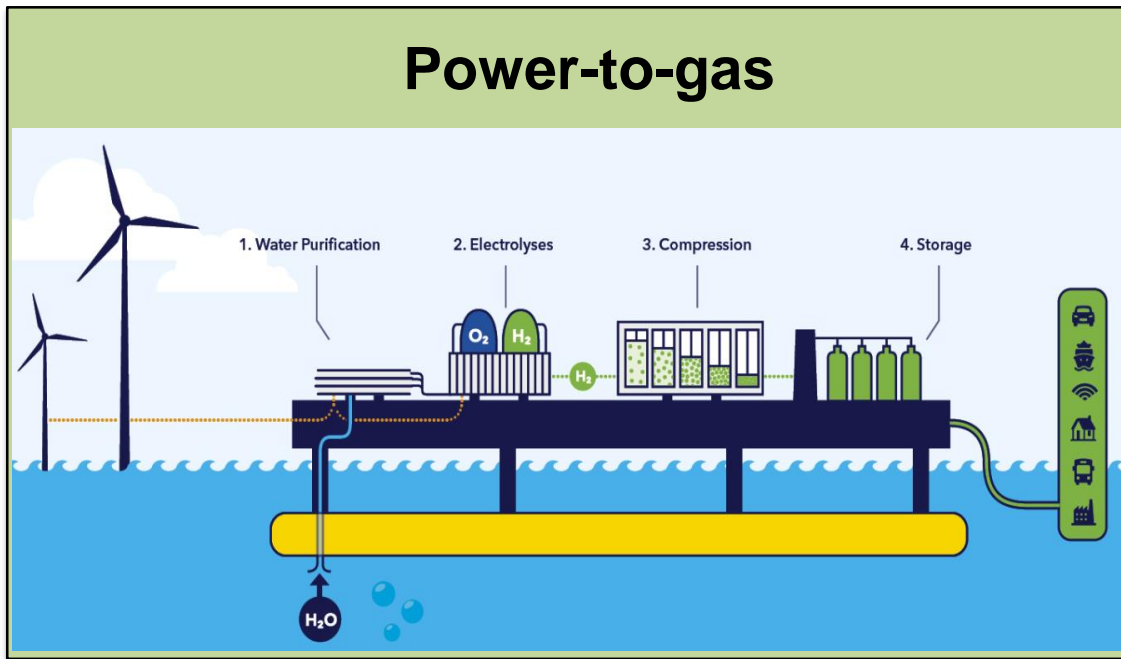 Power-to-gas
1. Water Purification
2. Electrolyses
3. Compression
4. Storage
O₂
H₂
H₂
H₂O